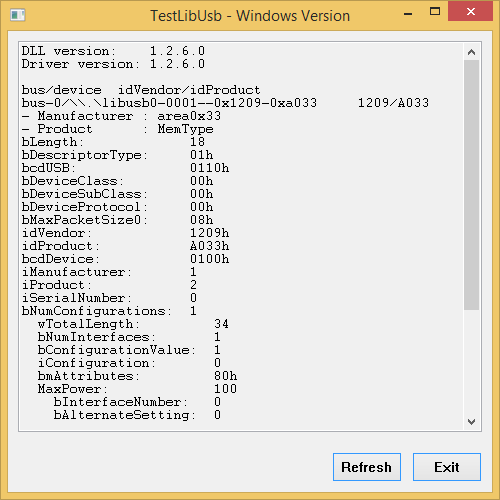 TestLibUsb - Windows Version
DLL version:    1.2.6.0
Driver version: 1.2.6.0
bus/device  idVendor/idProduct
bus-0/\\.\libusb0-0001--0x1209-0xa033     1209/A033
- Manufacturer : area0x33
- Product      : MemType
bLength:             18
bDescriptorType:     01h
bcdUSB:              0110h
bDeviceClass:        00h
bDeviceSubClass:     00h
bDeviceProtocol:     00h
bMaxPacketSize0:     08h
idVendor:            1209h
idProduct:           A033h
bcdDevice:           0100h
iManufacturer:       1
iProduct:            2
iSerialNumber:       0
bNumConfigurations:  1
  wTotalLength:         34
  bNumInterfaces:       1
  bConfigurationValue:  1
  iConfiguration:       0
  bmAttributes:         80h
  MaxPower:             100
    bInterfaceNumber:   0
    bAlternateSetting:  0
Refresh Exit